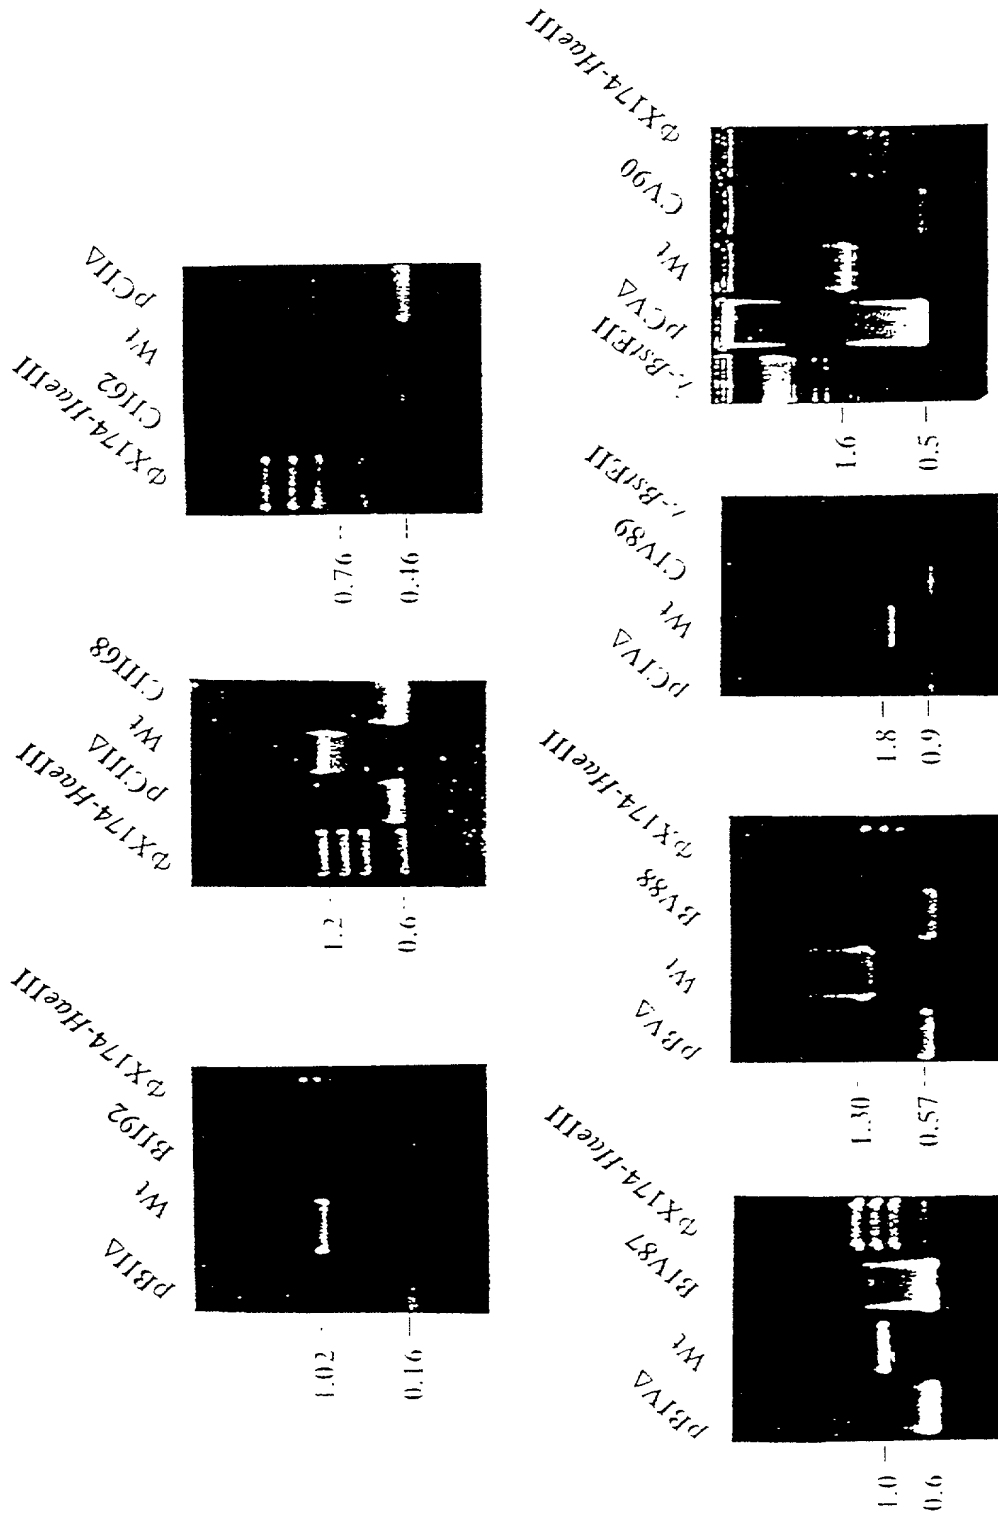 pBIIΔ
Wt
BII92
ΦX174-HaeIII
1.02
0.16
ΦX174-HaeIII
pCIIIΔ
Wt
CIII68
1.2
0.6
ΦX174-HaeIII
CII62
Wt
pCIIΔ
0.76
0.46
pBIVΔ
Wt
BIV87
ΦX174-HaeIII
1.0
0.6
pBVΔ
Wt
BV88
ΦX174-HaeIII
1.30
0.57
pCIVΔ
Wt
CIV89
λ-BstEII
1.8
0.9
λ-BstEII
pCVΔ
Wt
CV90
ΦX174-HaeIII
1.6
0.5